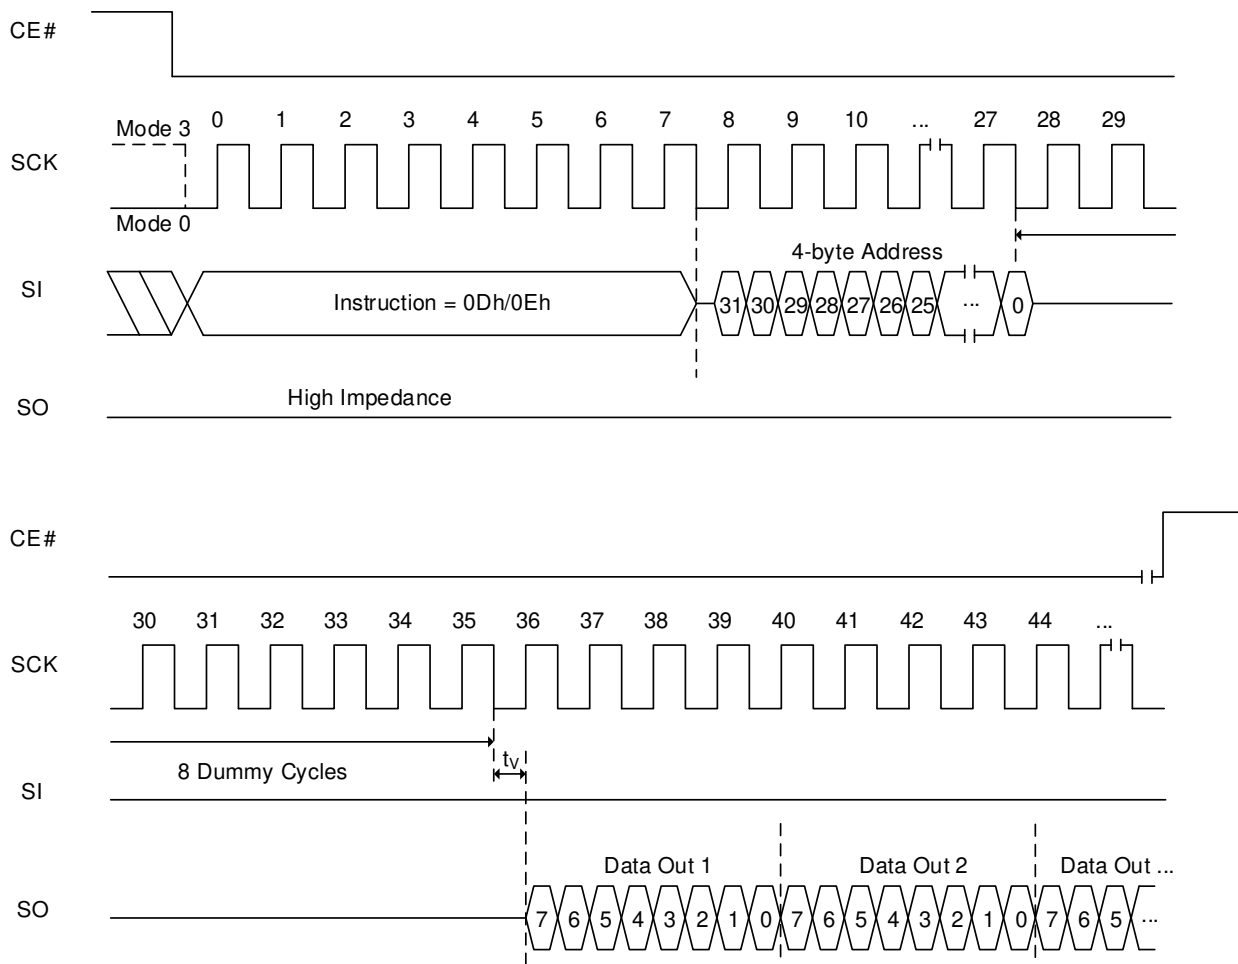 CE#
0 1 2 3 4 5 6 7 8 9 10 ... 27 28 29
Mode 3
SCK
Mode 0
4-byte Address
SI
Instruction = 0Dh/0Eh
31 30 29 28 27 26 25 ... 0
High Impedance
SO
CE#
30 31 32 33 34 35 36 37 38 39 40 41 42 43 44 ...
SCK
8 Dummy Cycles
tV
SI
Data Out 1 Data Out 2 Data Out ...
SO
7 6 5 4 3 2 1 0 7 6 5 4 3 2 1 0 7 6 5 ...